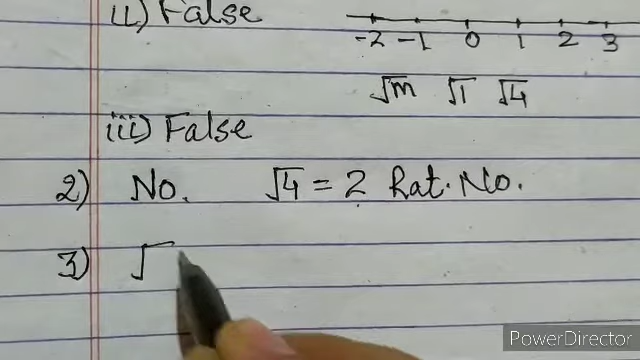 ii) False
-2 -1 0 1 2 3
√m √1 √4
iii) False
2) No. √4 = 2 Rat. No.
3) √
PowerDirector